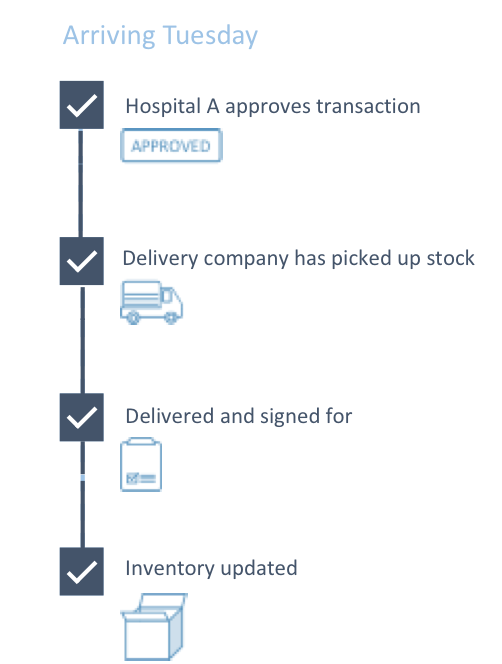 Arriving Tuesday
Hospital A approves transaction
APPROVED
Delivery company has picked up stock
Delivered and signed for
Inventory updated